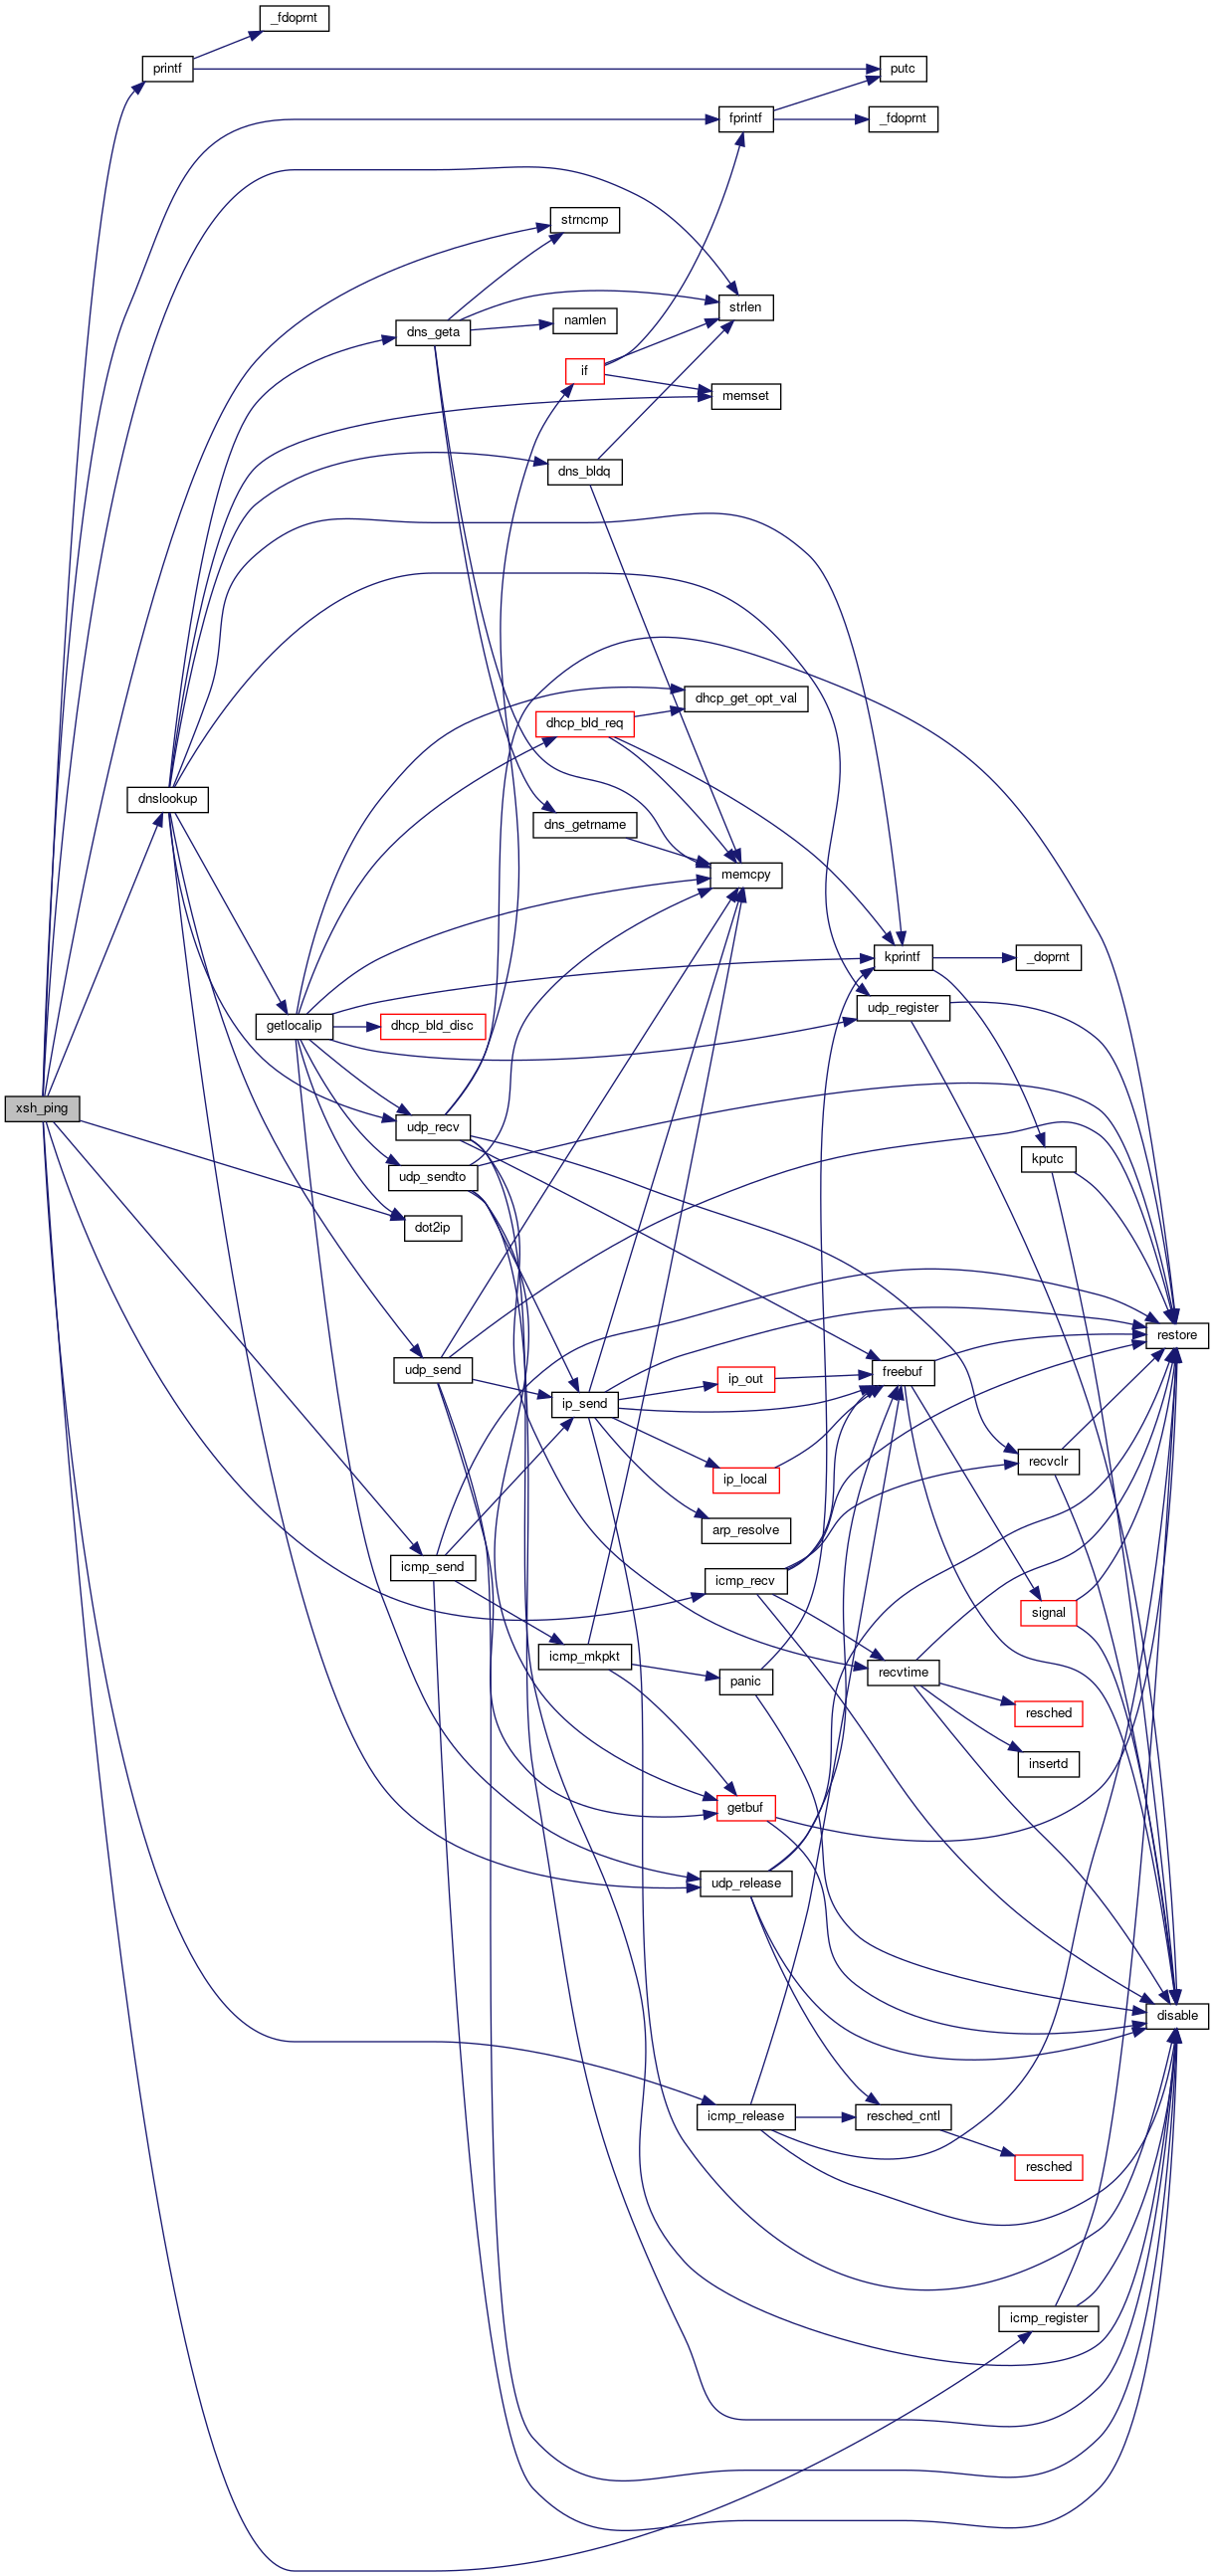 _fdoprnt
printf
putc
fprintf
_fdoprnt
strncmp
strlen
namlen
dns_geta
if
memset
dns_bldq
dhcp_get_opt_val
dhcp_bld_req
dnslookup
dns_getrname
memcpy
kprintf
_doprnt
udp_register
getlocalip
dhcp_bld_disc
xsh_ping
udp_recv
kputc
udp_sendto
dot2ip
restore
udp_send
freebuf
ip_out
ip_send
recvclr
ip_local
arp_resolve
icmp_send
icmp_recv
signal
icmp_mkpkt
recvtime
panic
resched
insertd
getbuf
udp_release
disable
icmp_release
resched_cntl
resched
icmp_register